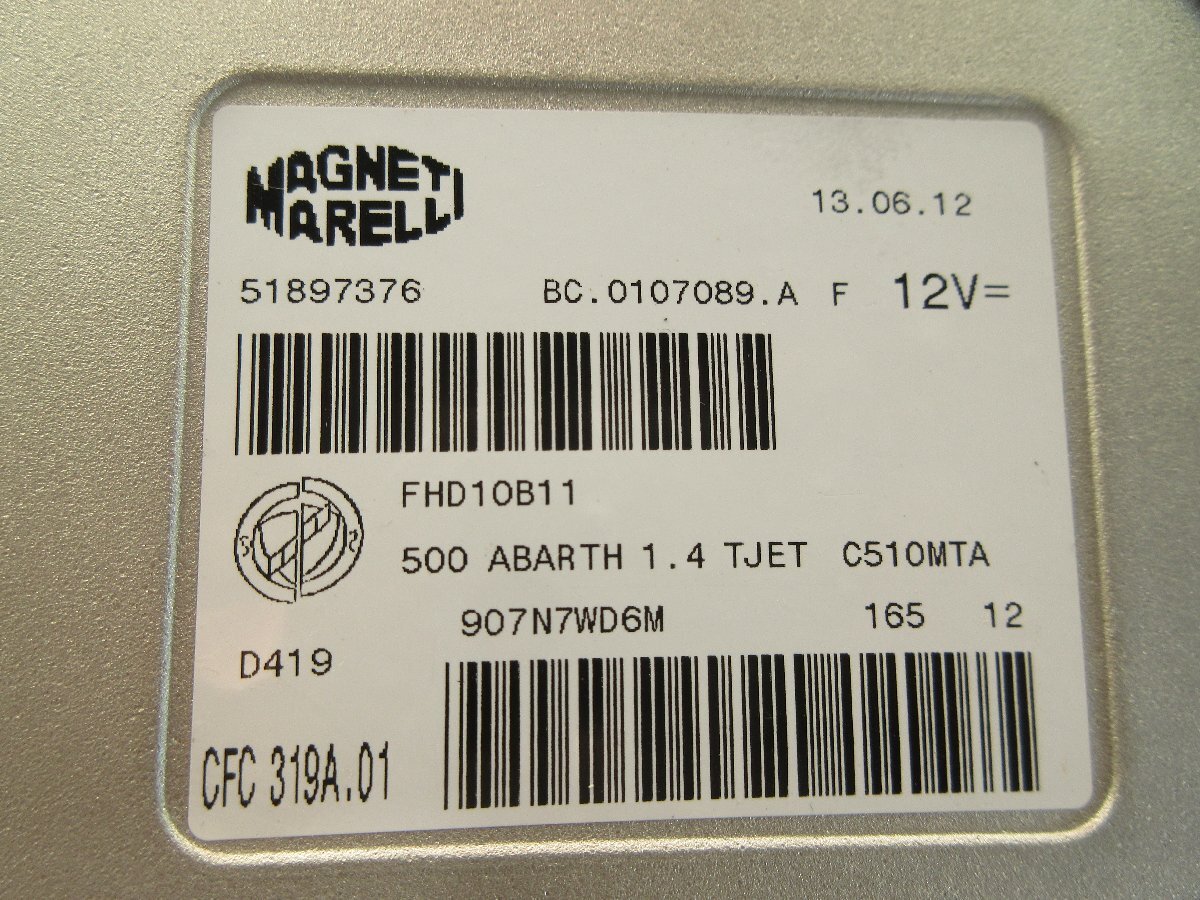 MAGNETI
MARELLI
13.06.12
51897376 BC.0107089.A F 12V=
FHD10B11
500 ABARTH 1.4 TJET C510MTA
907N7WD6M 165 12
D419
CFC 319A.01